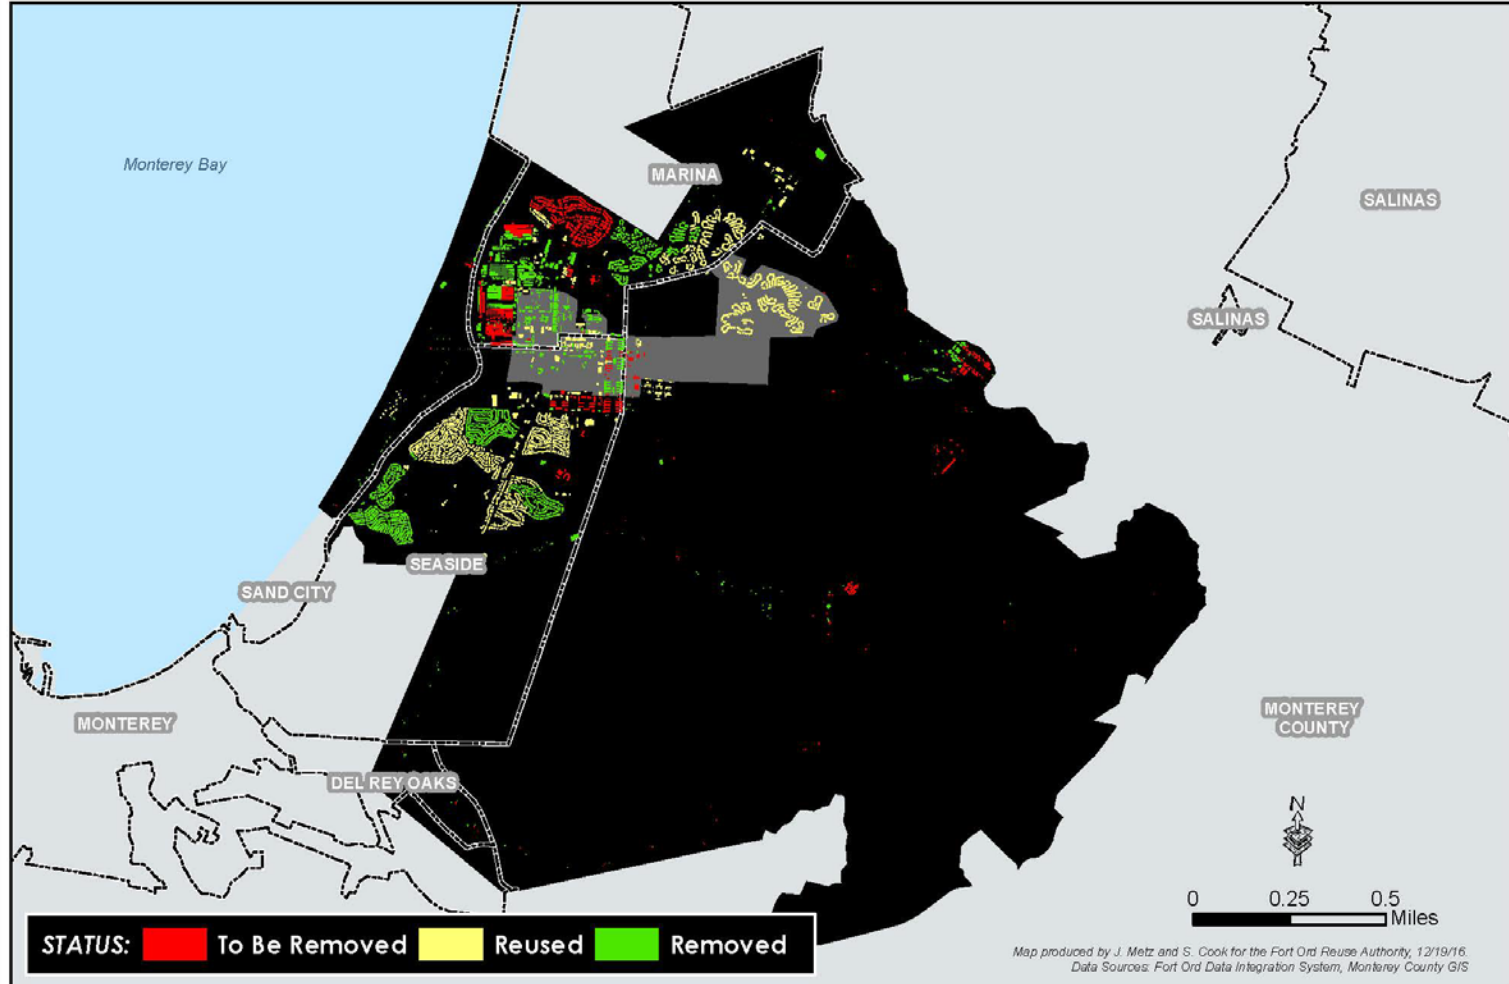 Monterey Bay
MARINA
SALINAS
SALINAS
SEASIDE
SAND CITY
MONTEREY
MONTEREY
COUNTY
DEL REY OAKS
N
0 0.25 0.5
Miles
STATUS: To Be Removed Reused Removed
Map produced by J. Metz and S. Cook for the Fort Ord Reuse Authority, 12/19/16.
Data Sources: Fort Ord Data Integration System, Monterey County GIS